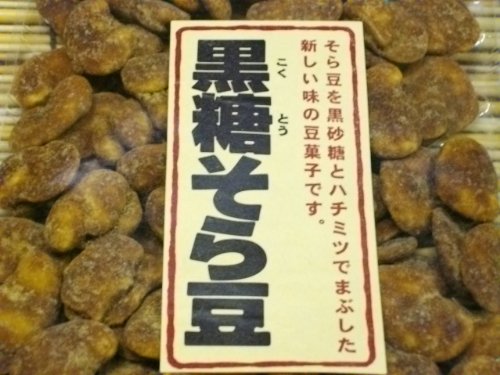 そら豆を黒砂糖とハチミツでまぶした
新しい味の豆菓子です。
黒糖そら豆
こくとう